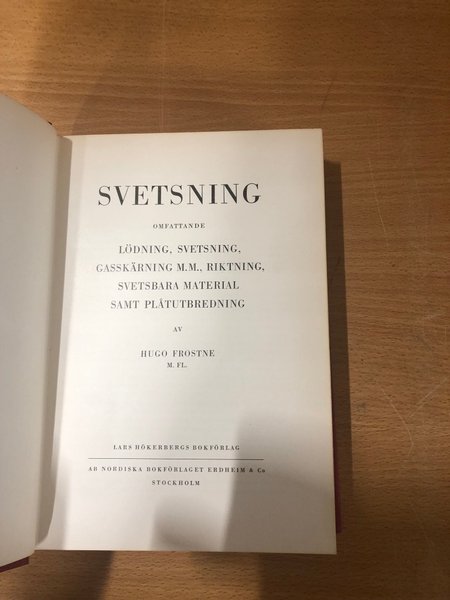 SVETSNING
OMFATTANDE
LÖDNING, SVETSNING,
GASSKÄRNING M.M., RIKTNING,
SVETSBARA MATERIAL
SAMT PLÅTUTBREDNING
AV
HUGO FROSTNE
M. FL.
LARS HÖKERBERGS BOKFÖRLAG
AB NORDISKA BOKFÖRLAGET ERDHEIM & Co
STOCKHOLM